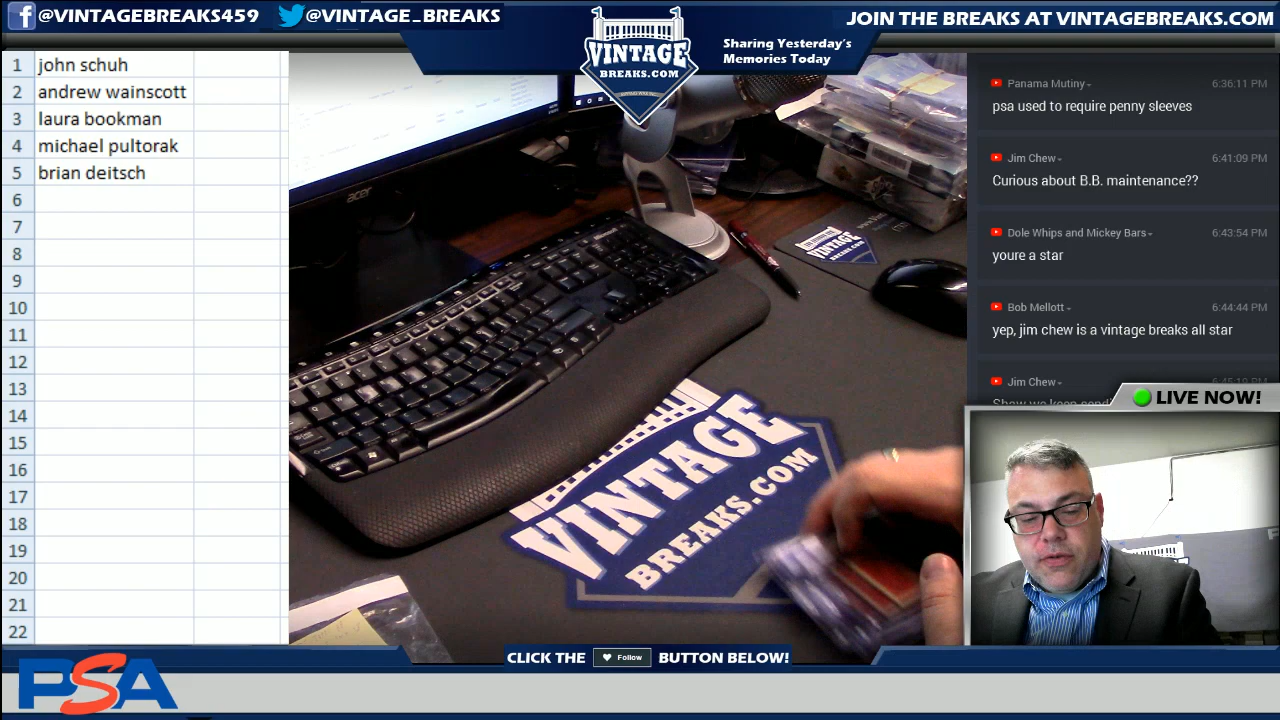 @VINTAGEBREAKS459
@VINTAGE_BREAKS
VINTAGE
BREAKS.COM
Sharing Yesterday's
Memories Today
JOIN THE BREAKS AT VINTAGEBREAKS.COM
1 john schuh
2 andrew wainscott
3 laura bookman
4 michael pultorak
5 brian deitsch
6
7
8
9
10
11
12
13
14
15
16
17
18
19
20
21
22
acer
VINTAGE
VINTAGE
BREAKS.COM
Panama Mutiny 6:36:11 PM
psa used to require penny sleeves
Jim Chew 6:41:09 PM
Curious about B.B. maintenance??
Dole Whips and Mickey Bars 6:43:54 PM
youre a star
Bob Mellott 6:44:44 PM
yep, jim chew is a vintage breaks all star
Jim Chew
LIVE NOW!
CLICK THE Follow BUTTON BELOW!
PSA